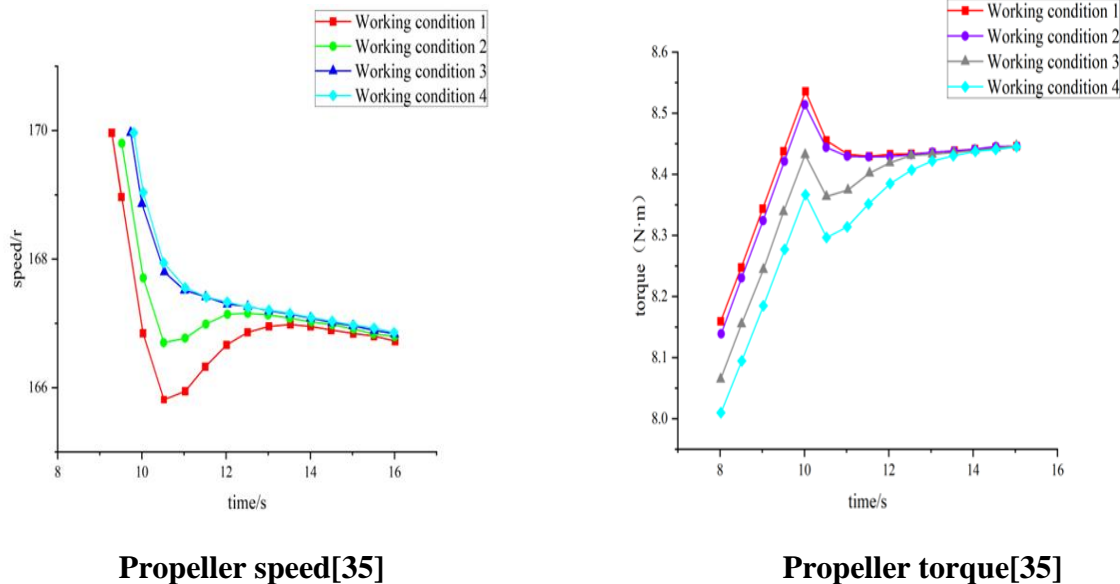 Working condition 1
Working condition 2
Working condition 3
Working condition 4
170
168
166
speed/r
8
10
12
14
16
time/s
Propeller speed[35]
Working condition 1
Working condition 2
Working condition 3
Working condition 4
8.6
8.5
8.4
8.3
8.2
8.1
8.0
torque（N·m）
8
10
12
14
16
time/s
Propeller torque[35]